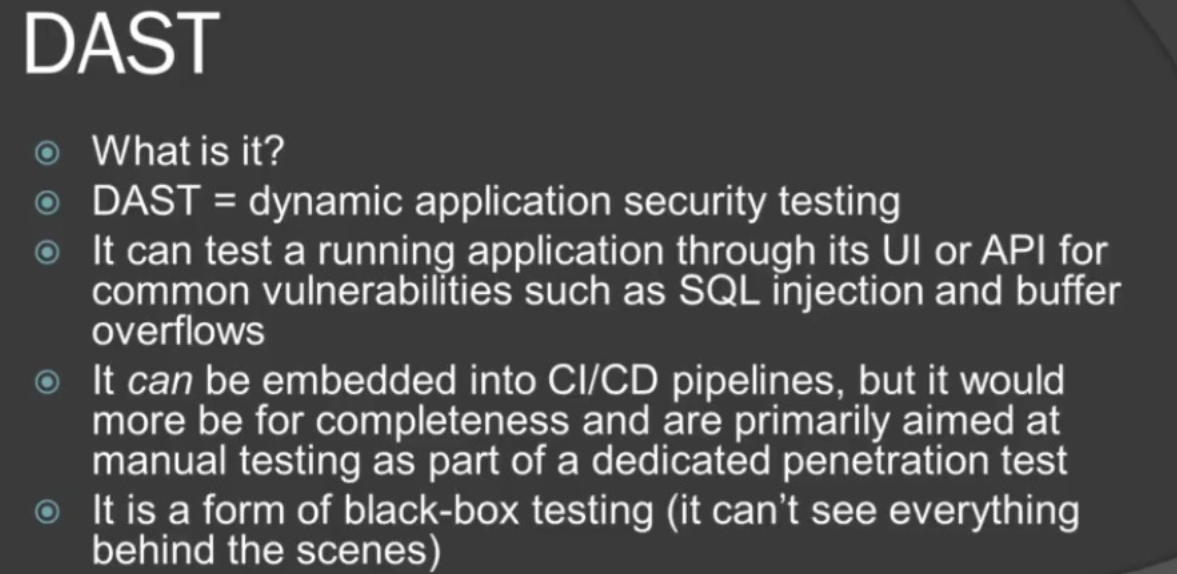 DAST
What is it?
DAST = dynamic application security testing
It can test a running application through its UI or API for
common vulnerabilities such as SQL injection and buffer
overflows
It can be embedded into CI/CD pipelines, but it would
more be for completeness and are primarily aimed at
manual testing as part of a dedicated penetration test
It is a form of black-box testing (it can't see everything
behind the scenes)